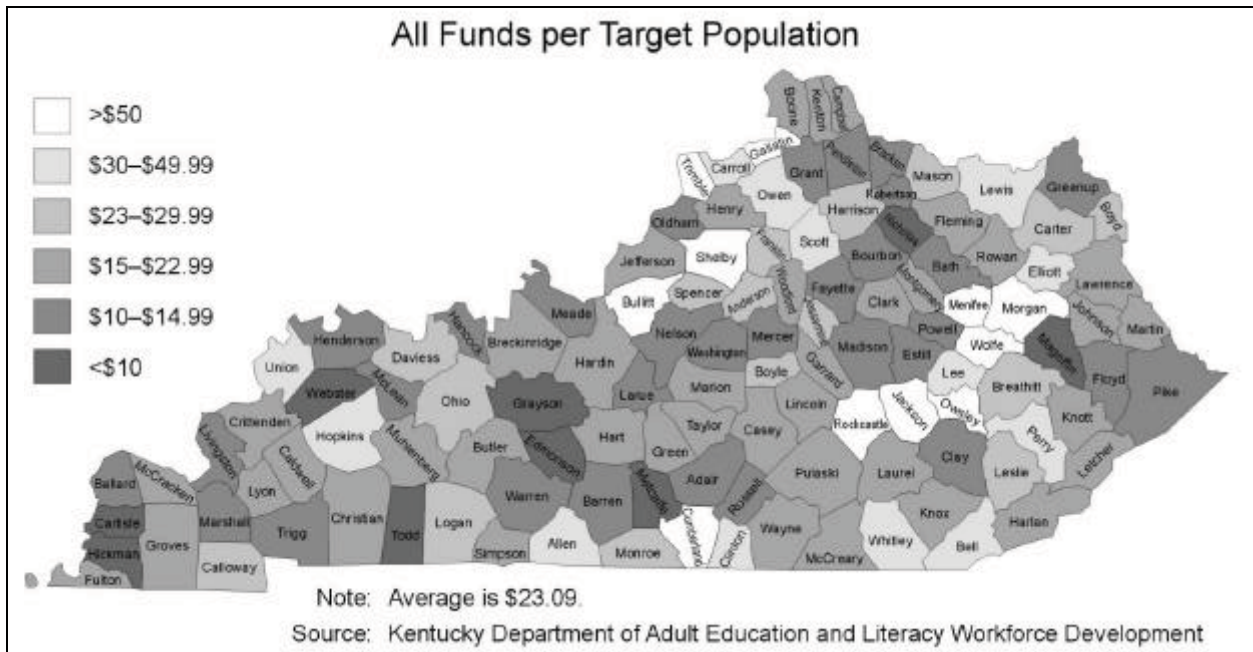 All Funds per Target Population
>$50
$30–$49.99
$23–$29.99
$15–$22.99
$10–$14.99
<$10
Boone
Kenton
Campbell
Gallatin
Carroll
Trimble
Grant
Pendleton
Bracken
Mason
Lewis
Greenup
Boyd
Owen
Robertson
Henry
Harrison
Oldham
Fleming
Carter
Nicholas
Scott
Franklin
Shelby
Jefferson
Bourbon
Bath
Rowan
Elliott
Lawrence
Bullitt
Spencer
Anderson
Woodford
Fayette
Clark
Montgomery
Menifee
Morgan
Johnson
Martin
Meade
Nelson
Washington
Mercer
Jessamine
Madison
Estill
Powell
Wolfe
Magoffin
Floyd
Pike
Hancock
Breckinridge
Hardin
Henderson
Daviess
Union
Webster
McLean
Ohio
Grayson
Larue
Marion
Boyle
Garrard
Lincoln
Rockcastle
Jackson
Owsley
Lee
Breathitt
Knott
Perry
Letcher
Leslie
Clay
Crittenden
Hopkins
Livingston
Caldwell
Muhlenberg
Butler
Edmonson
Hart
Green
Taylor
Casey
Pulaski
Laurel
Knox
Harlan
Bell
Whitley
McCreary
Wayne
Russell
Adair
Metcalfe
Barren
Warren
Ballard
McCracken
Lyon
Carlisle
Marshall
Trigg
Christian
Todd
Logan
Simpson
Allen
Monroe
Cumberland
Clinton
Hickman
Groves
Calloway
Fulton
Note: Average is $23.09.
Source: Kentucky Department of Adult Education and Literacy Workforce Development